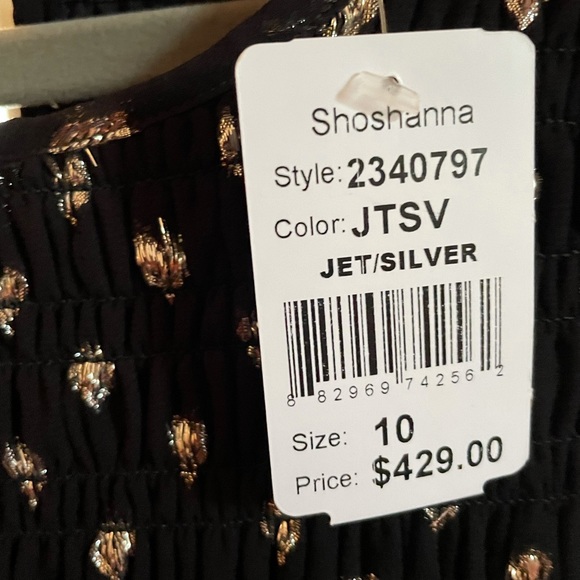 Shoshanna
Style: 2340797
Color: JTSV
JET/SILVER
8 82969 74256 2
Size: 10
Price: $429.00